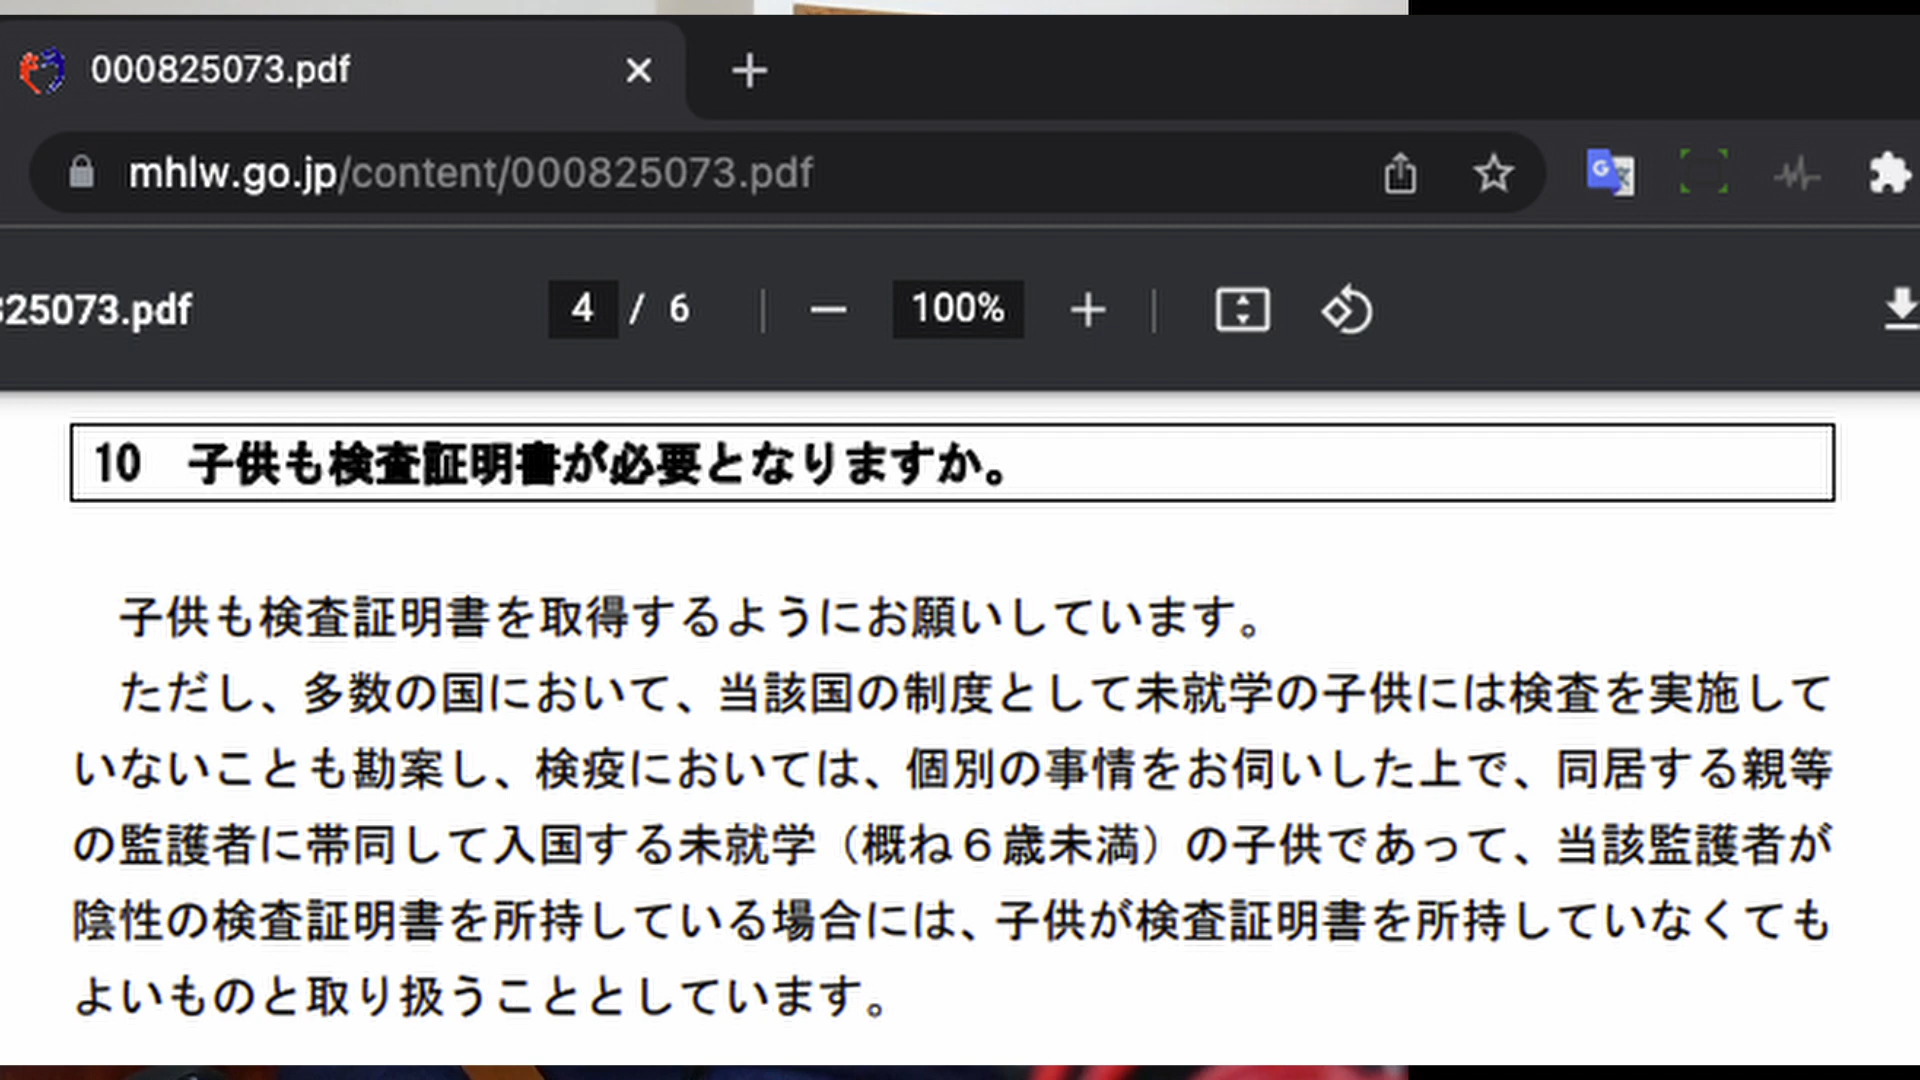 000825073.pdf
mhlw.go.jp/content/000825073.pdf
25073.pdf 4 / 6 100%
10 子供も検査証明書が必要となりますか。
子供も検査証明書を取得するようにお願いしています。
ただし、多数の国において、当該国の制度として未就学の子供には検査を実施して
いないことも勘案し、検疫においては、個別の事情をお伺いした上で、同居する親等
の監護者に帯同して入国する未就学（概ね６歳未満）の子供であって、当該監護者が
陰性の検査証明書を所持している場合には、子供が検査証明書を所持していなくても
よいものと取り扱うこととしています。